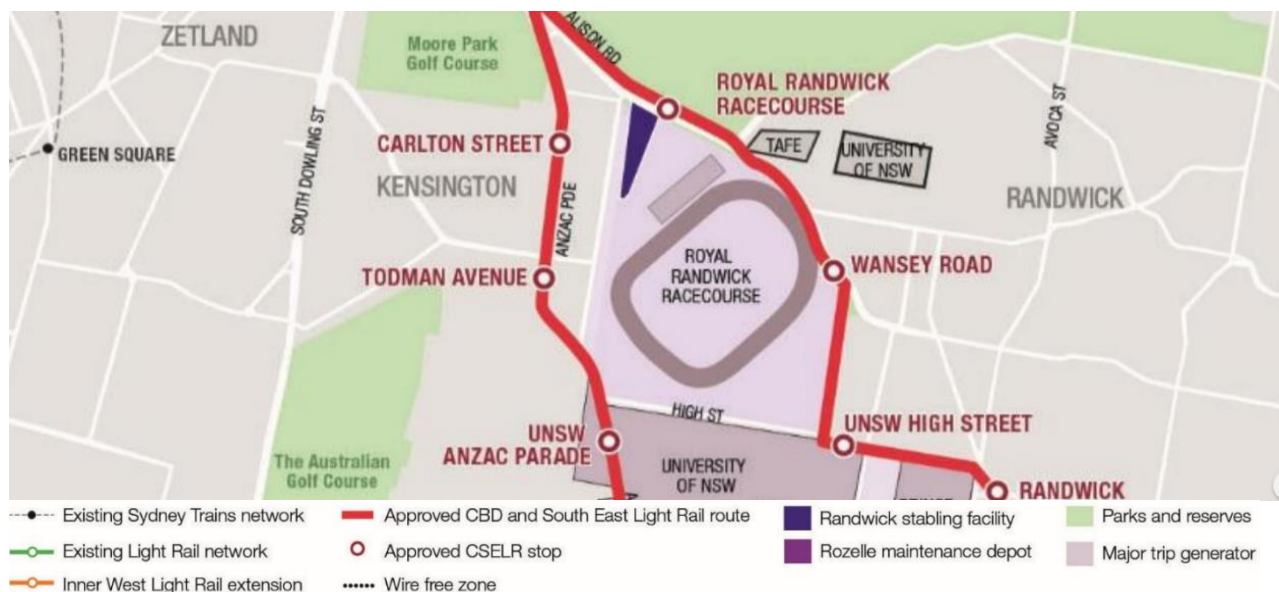 ZETLAND
Moore Park
Golf Course
ALISON RD
ROYAL RANDWICK
RACECOURSE
SOUTH DOWLING ST
AVOCA ST
GREEN SQUARE
CARLTON STREET
TAFE
UNIVERSITY
OF NSW
KENSINGTON
RANDWICK
ANZAC PDE
TODMAN AVENUE
ROYAL
RANDWICK
RACECOURSE
WANSEY ROAD
HIGH ST
UNSW
ANZAC PARADE
UNSW HIGH STREET
The Australian
Golf Course
UNIVERSITY
OF NSW
RANDWICK
Existing Sydney Trains network
Approved CBD and South East Light Rail route
Randwick stabling facility
Parks and reserves
Existing Light Rail network
Approved CSELR stop
Rozelle maintenance depot
Major trip generator
Inner West Light Rail extension
Wire free zone